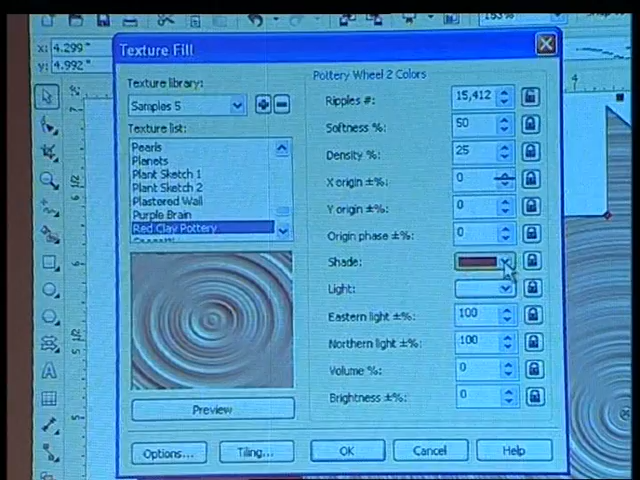 153%
x: 4.299 "
y: 4.992 "
4
Texture Fill
Texture library:
Samples 5
Texture list:
Pearls
Planets
Plant Sketch 1
Plant Sketch 2
Plastered Wall
Purple Brain
Red Clay Pottery
Preview
Pottery Wheel 2 Colors
Ripples #: 15,412
Softness %: 50
Density %: 25
X origin ±%: 0
Y origin ±%: 0
Origin phase ±%: 0
Shade:
Light:
Eastern light ±%: 100
Northern light ±%: 100
Volume %: 0
Brightness ±%: 0
Options... Tiling... OK Cancel Help